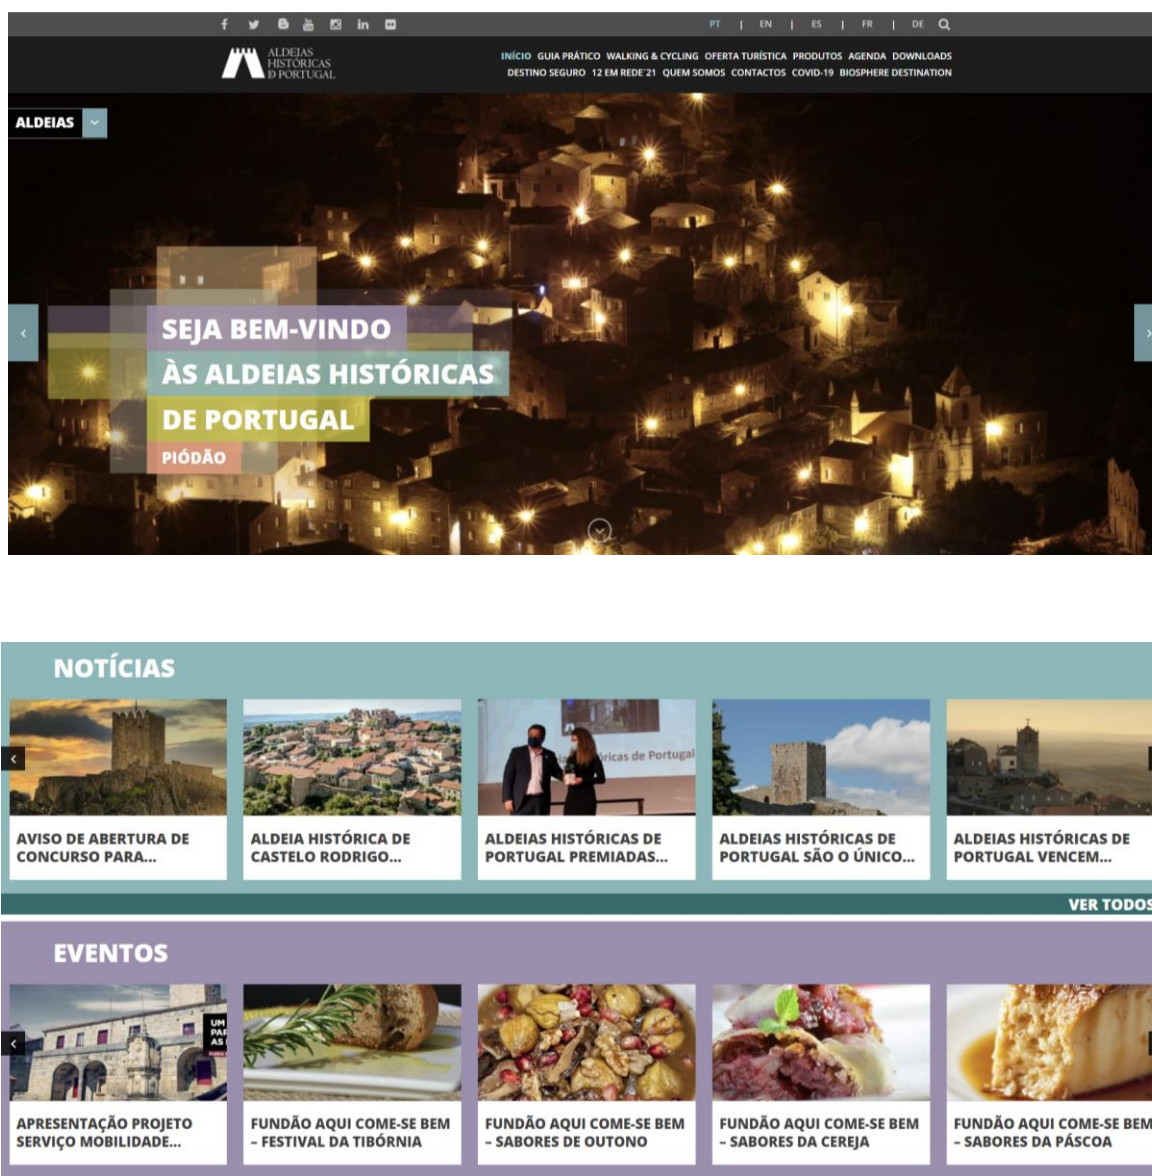 PT | EN | ES | FR | DE
ALDEIAS
HISTÓRICAS
D PORTUGAL
INÍCIO GUIA PRÁTICO WALKING & CYCLING OFERTA TURÍSTICA PRODUTOS AGENDA DOWNLOADS
DESTINO SEGURO 12 EM REDE'21 QUEM SOMOS CONTACTOS COVID-19 BIOSPHERE DESTINATION
ALDEIAS
SEJA BEM-VINDO
ÀS ALDEIAS HISTÓRICAS
DE PORTUGAL
PIÓDÃO
NOTÍCIAS
óricas de Portugal
AVISO DE ABERTURA DE
CONCURSO PARA...
ALDEIA HISTÓRICA DE
CASTELO RODRIGO...
ALDEIAS HISTÓRICAS DE
PORTUGAL PREMIADAS...
ALDEIAS HISTÓRICAS DE
PORTUGAL SÃO O ÚNICO...
ALDEIAS HISTÓRICAS DE
PORTUGAL VENCEM...
VER TODOS
EVENTOS
UM
PAR
AS
APRESENTAÇÃO PROJETO
SERVIÇO MOBILIDADE...
FUNDÃO AQUI COME-SE BEM
– FESTIVAL DA TIBÓRNIA
FUNDÃO AQUI COME-SE BEM
– SABORES DE OUTONO
FUNDÃO AQUI COME-SE BEM
– SABORES DA CEREJA
FUNDÃO AQUI COME-SE BEM
– SABORES DA PÁSCOA